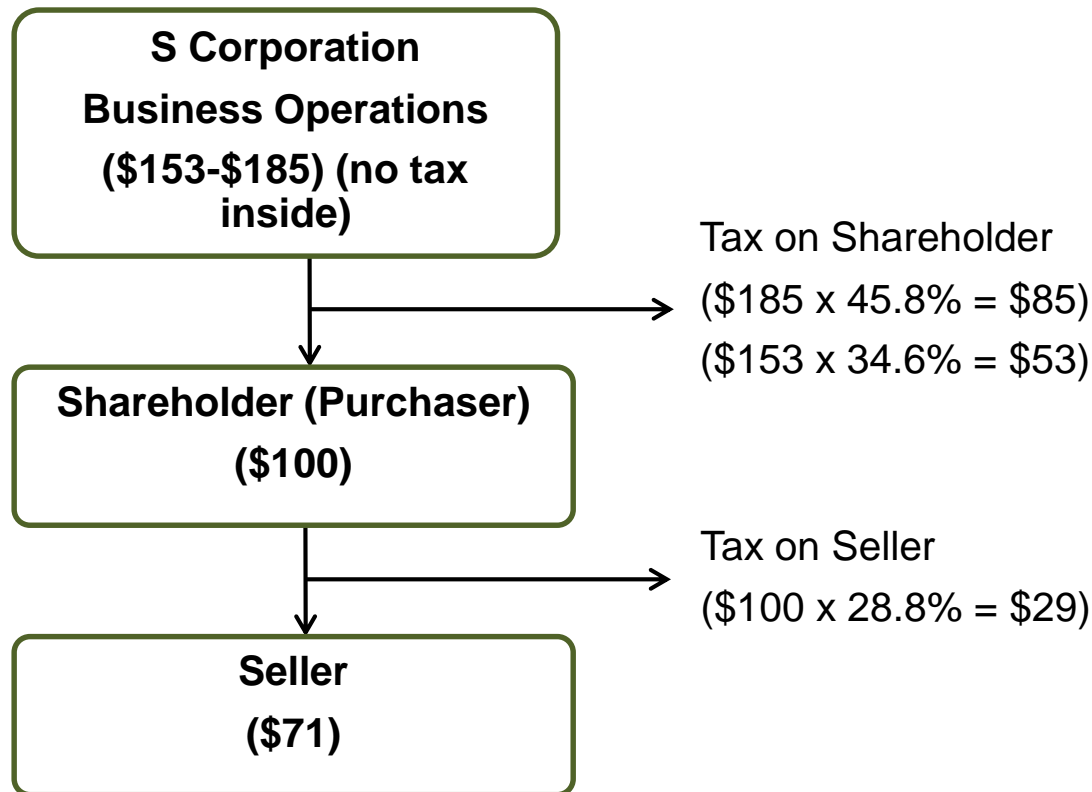 S Corporation
Business Operations
($153-$185) (no tax
inside)
Tax on Shareholder
($185 x 45.8% = $85)
($153 x 34.6% = $53)
Shareholder (Purchaser)
($100)
Tax on Seller
($100 x 28.8% = $29)
Seller
($71)